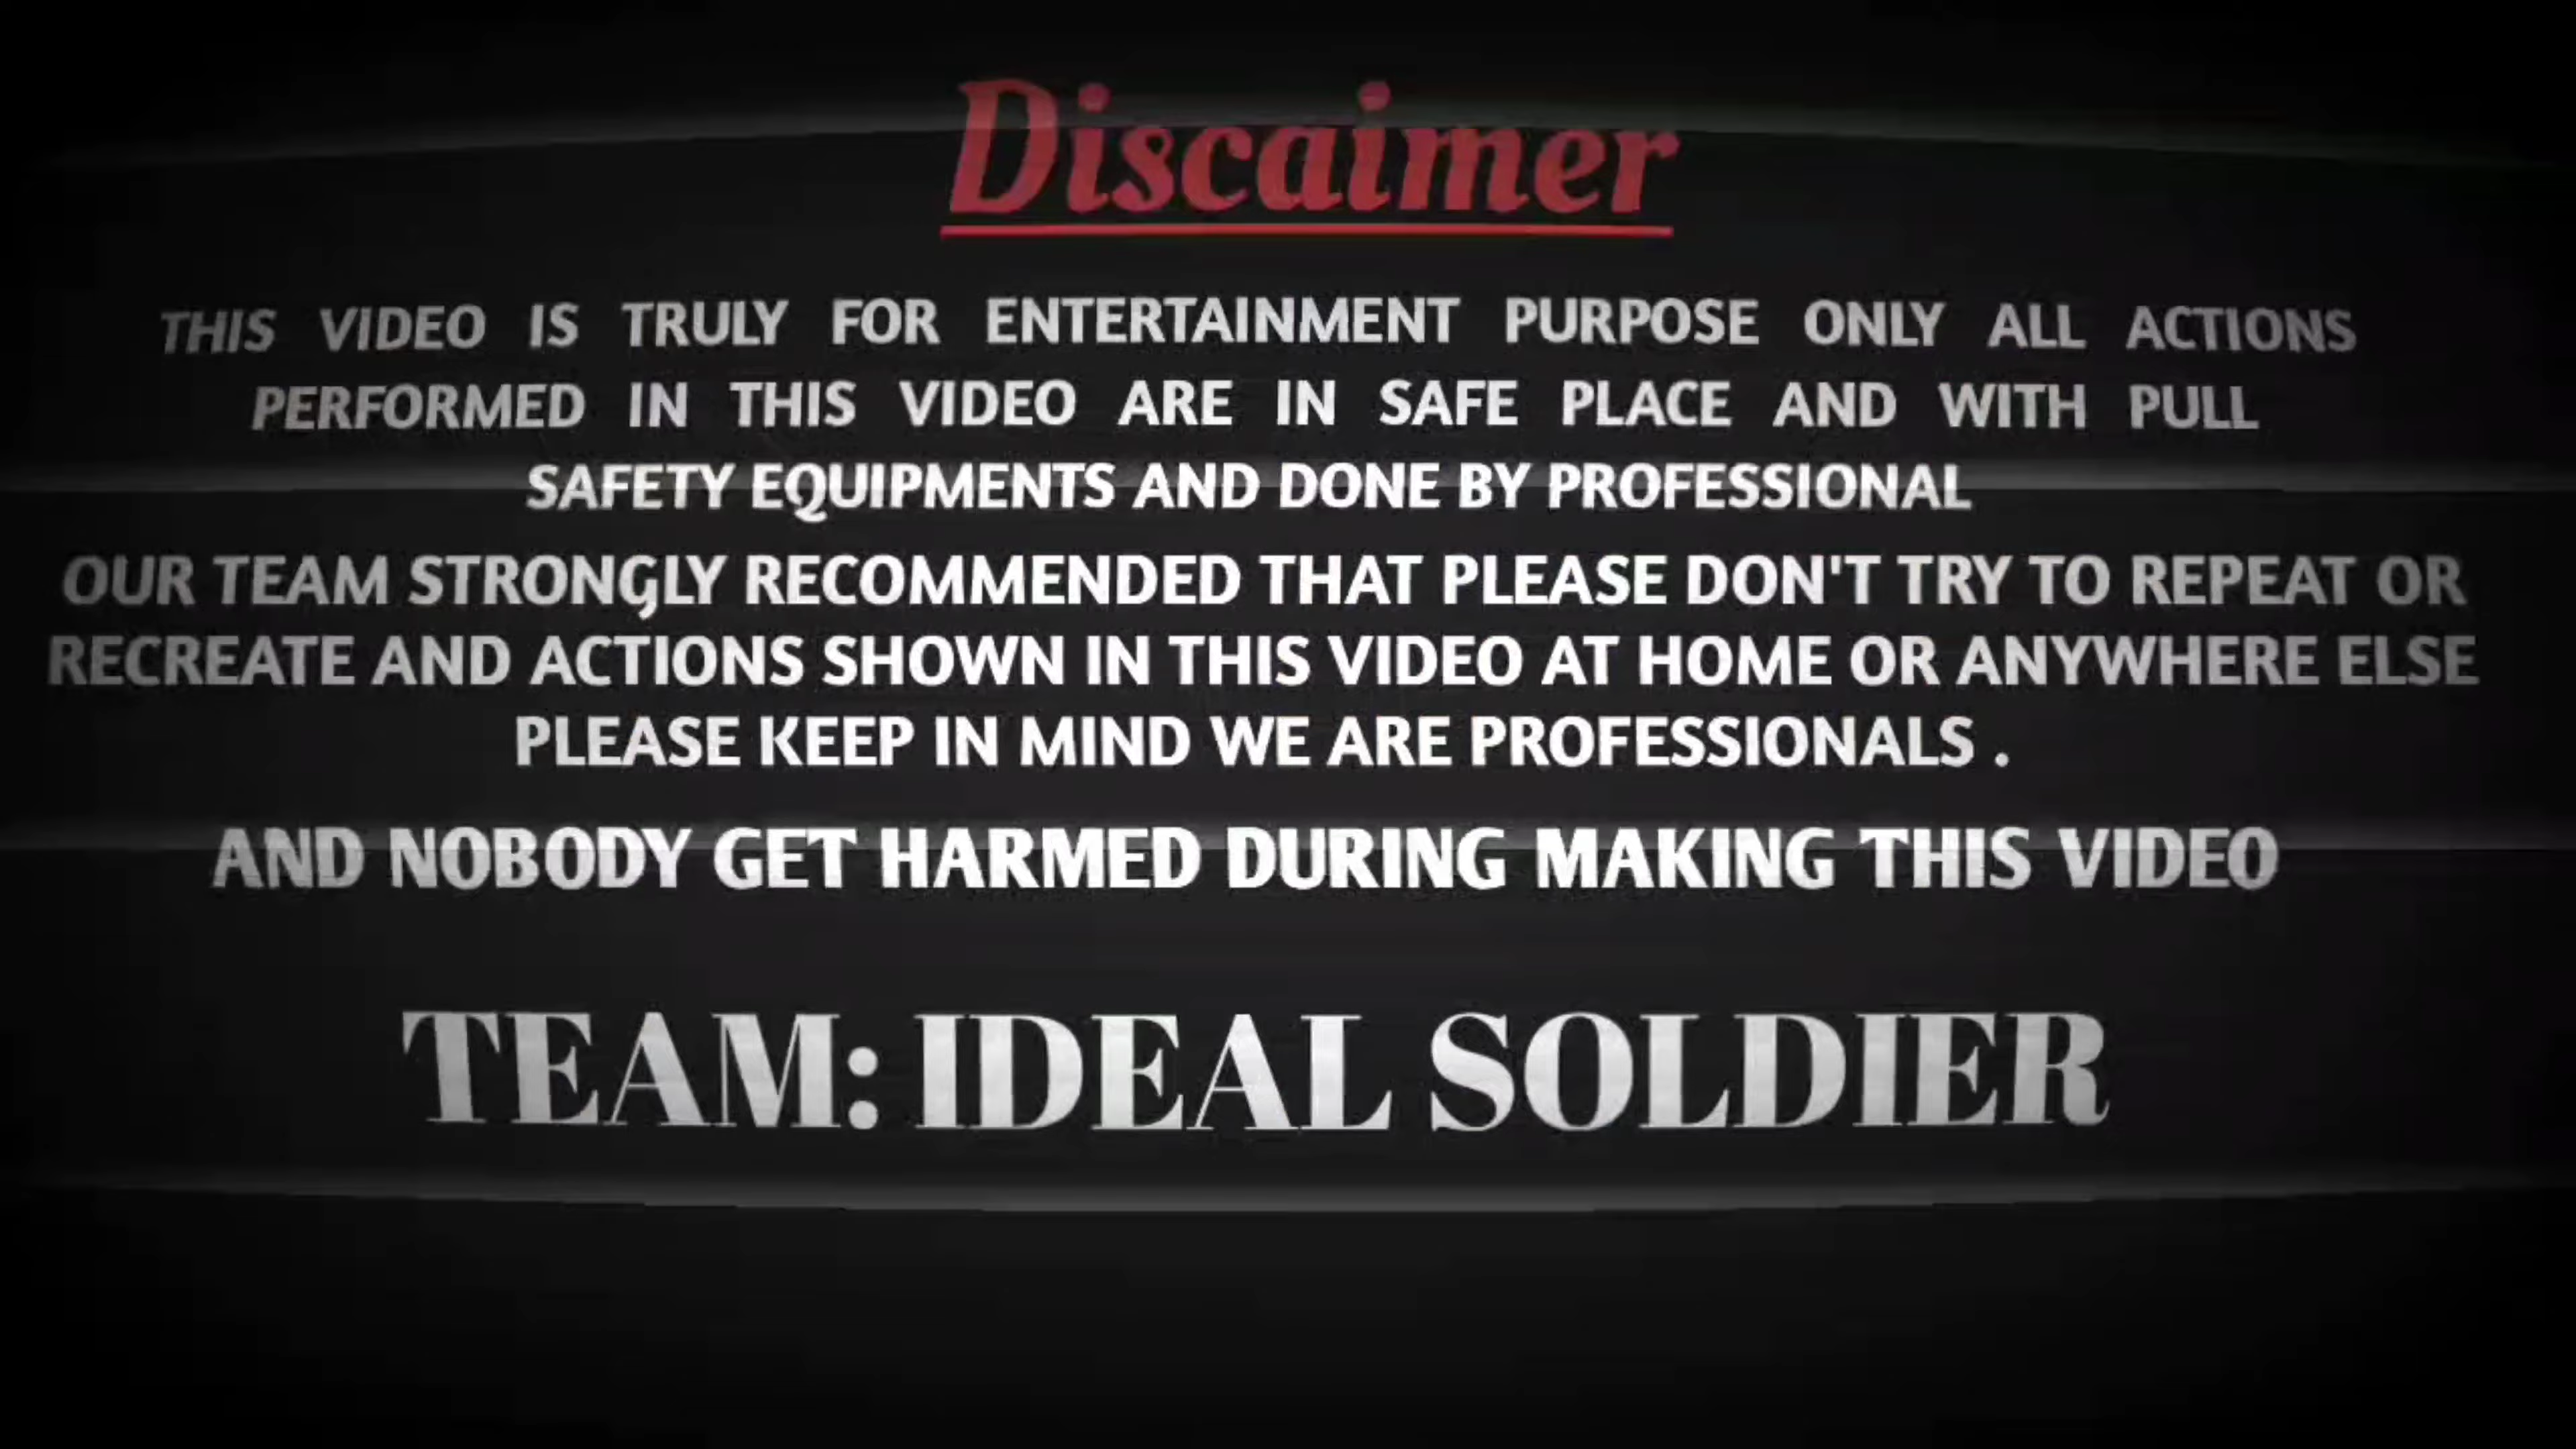 Discaimer
THIS VIDEO IS TRULY FOR ENTERTAINMENT PURPOSE ONLY ALL ACTIONS
PERFORMED IN THIS VIDEO ARE IN SAFE PLACE AND WITH PULL
SAFETY EQUIPMENTS AND DONE BY PROFESSIONAL
OUR TEAM STRONGLY RECOMMENDED THAT PLEASE DON'T TRY TO REPEAT OR
RECREATE AND ACTIONS SHOWN IN THIS VIDEO AT HOME OR ANYWHERE ELSE
PLEASE KEEP IN MIND WE ARE PROFESSIONALS .
AND NOBODY GET HARMED DURING MAKING THIS VIDEO
TEAM: IDEAL SOLDIER